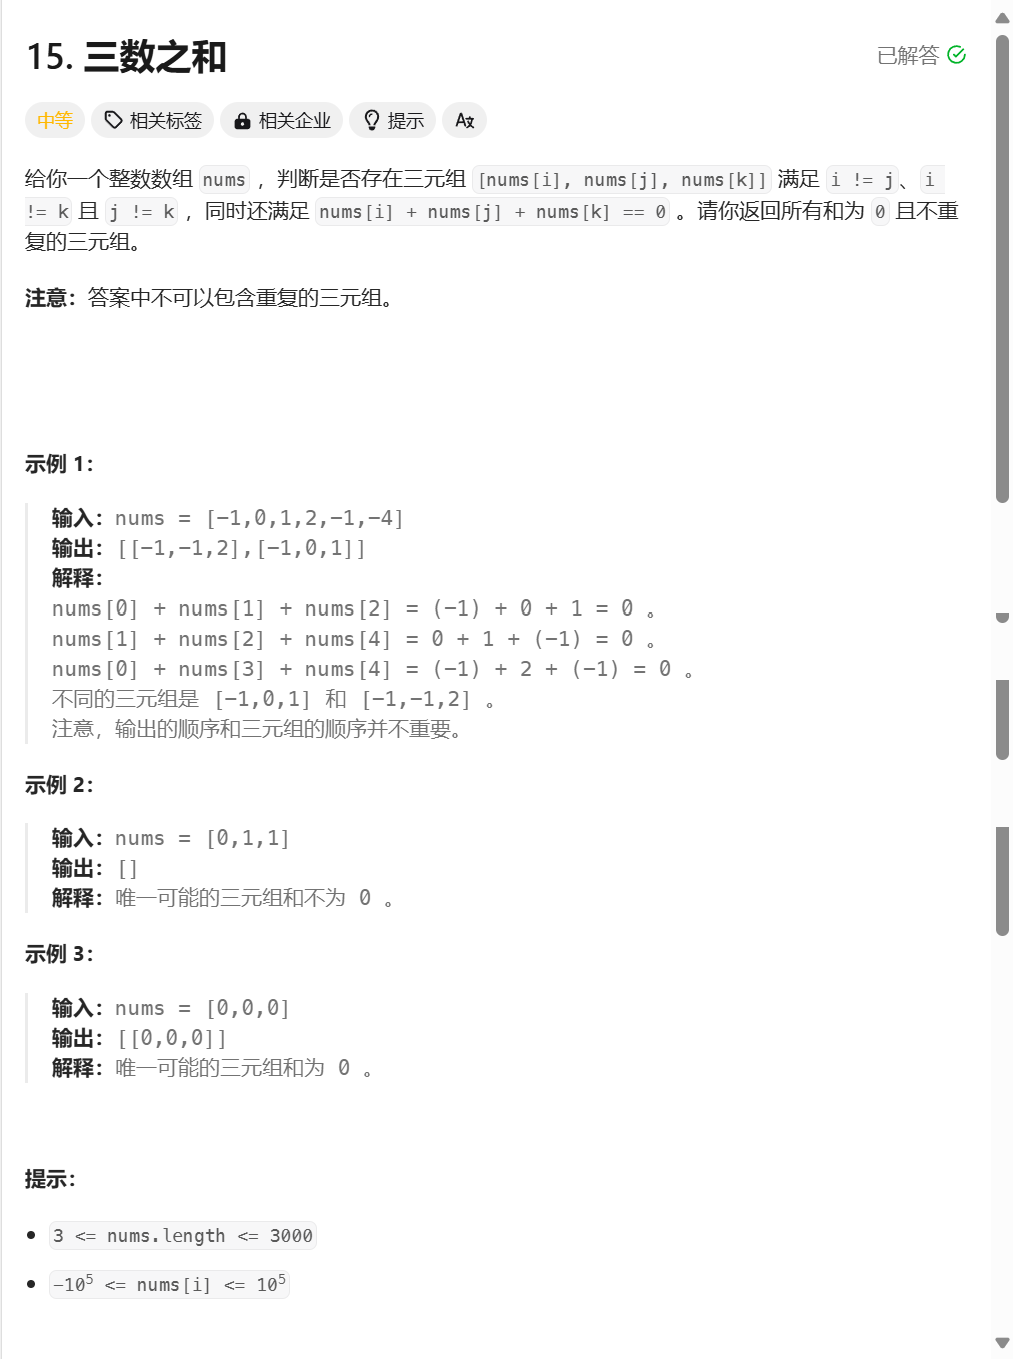 15. 三数之和
已解答
中等 相关标签 相关企业 提示 Aあ
给你一个整数数组 nums ，判断是否存在三元组 [nums[i], nums[j], nums[k]] 满足 i != j、i
!= k 且 j != k ，同时还满足 nums[i] + nums[j] + nums[k] == 0 。请你返回所有和为 0 且不重
复的三元组。
注意：答案中不可以包含重复的三元组。
示例 1：
输入：nums = [-1,0,1,2,-1,-4]
输出：[[-1,-1,2],[-1,0,1]]
解释：
nums[0] + nums[1] + nums[2] = (-1) + 0 + 1 = 0 。
nums[1] + nums[2] + nums[4] = 0 + 1 + (-1) = 0 。
nums[0] + nums[3] + nums[4] = (-1) + 2 + (-1) = 0 。
不同的三元组是 [-1,0,1] 和 [-1,-1,2] 。
注意，输出的顺序和三元组的顺序并不重要。
示例 2：
输入：nums = [0,1,1]
输出：[]
解释：唯一可能的三元组和不为 0 。
示例 3：
输入：nums = [0,0,0]
输出：[[0,0,0]]
解释：唯一可能的三元组和为 0 。
提示：
• 3 <= nums.length <= 3000
• -10⁵ <= nums[i] <= 10⁵